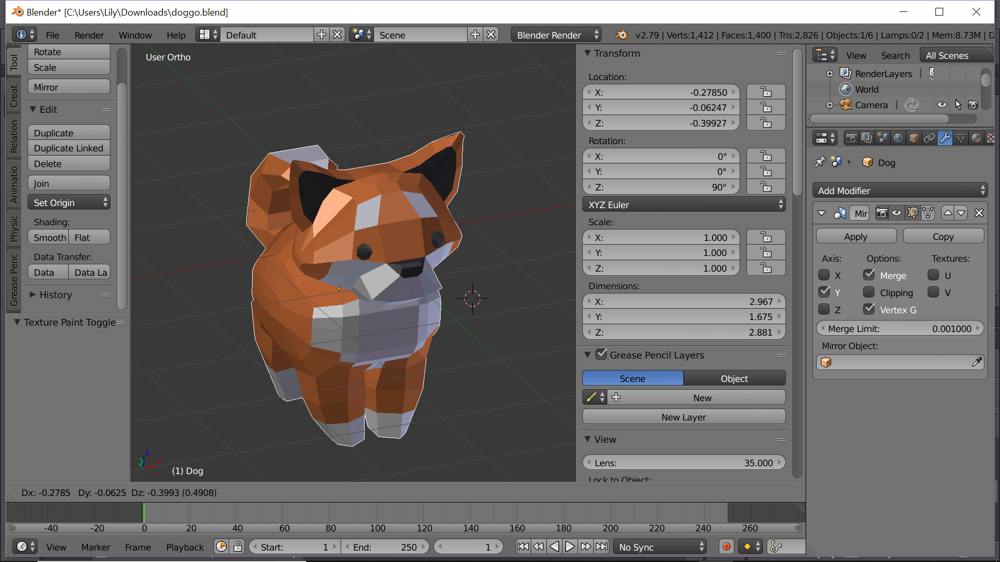 Blender* [C:\Users\Lily\Downloads\doggo.blend]
File Render Window Help Default Scene Blender Render v2.79 | Verts:1,412 | Faces:1,400 | Tris:2,826 | Objects:1/6 | Lamps:0/2 | Mem:8.73M | D
Tool
Creat
Relation
Animatio
Physic
Grease Penc
Rotate
Scale
Mirror
Edit
Duplicate
Duplicate Linked
Delete
Join
Set Origin
Shading:
Smooth Flat
Data Transfer:
Data Data La
History
Texture Paint Toggle
User Ortho
z
y
x
(1) Dog
Transform
Location:
X: -0.27850
Y: -0.06247
Z: -0.39927
Rotation:
X: 0°
Y: 0°
Z: 90°
XYZ Euler
Scale:
X: 1.000
Y: 1.000
Z: 1.000
Dimensions:
X: 2.967
Y: 1.675
Z: 2.881
Grease Pencil Layers
Scene Object
New
New Layer
View
Lens: 35.000
Lock to Object:
View Search All Scenes
RenderLayers
World
Camera
Dog
Add Modifier
Mir
Apply Copy
Axis: Options: Textures:
X Merge U
Y Clipping V
Z Vertex G
Merge Limit: 0.001000
Mirror Object:
Dx: -0.2785 Dy: -0.0625 Dz: -0.3993 (0.4908)
-40 -20 0 20 40 60 80 100 120 140 160 180 200 220 240 260
View Marker Frame Playback Start: 1 End: 250 1 No Sync